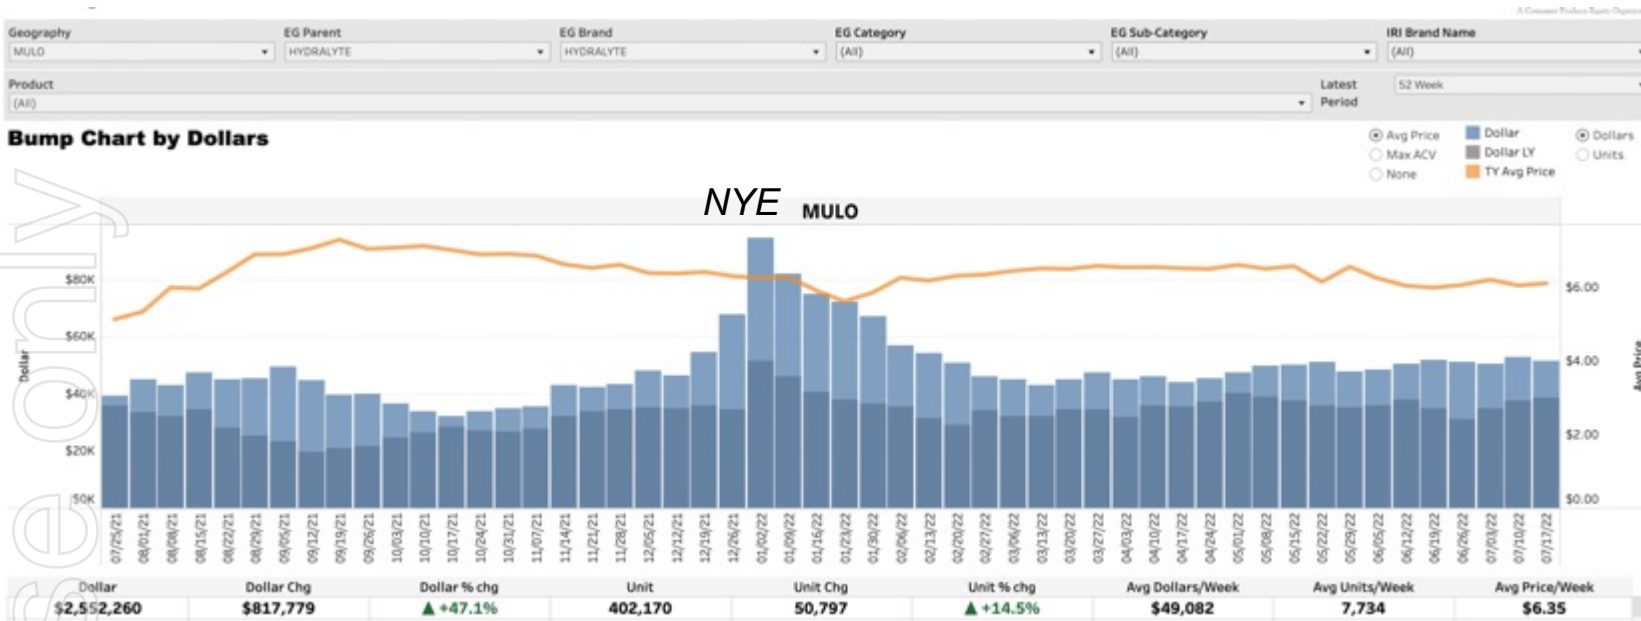 A Consumer Product Equity
Geography EG Parent EG Brand EG Category EG Sub-Category IRI Brand Name
MULO HYDRALYTE HYDRALYTE (All) (All) (All)
Product Latest Period 52 Week
(All)
Bump Chart by Dollars
Avg Price Dollar Dollars
Max ACV Dollar LY Units
None TY Avg Price
NYE MULO
$80K $6.00
$60K
$4.00
$40K
$2.00
$20K
$0K $0.00
Dollar
Avg Price
07/25/21 08/01/21 08/08/21 08/15/21 08/22/21 08/29/21 09/05/21 09/12/21 09/19/21 09/26/21 10/03/21 10/10/21 10/17/21 10/24/21 10/31/21 11/07/21 11/14/21 11/21/21 11/28/21 12/05/21 12/12/21 12/19/21 12/26/21 01/02/22 01/09/22 01/16/22 01/23/22 01/30/22 02/06/22 02/13/22 02/20/22 02/27/22 03/06/22 03/13/22 03/20/22 03/27/22 04/03/22 04/10/22 04/17/22 04/24/22 05/01/22 05/08/22 05/15/22 05/22/22 05/29/22 06/05/22 06/12/22 06/19/22 06/26/22 07/03/22 07/10/22 07/17/22
Dollar Dollar Chg Dollar % chg Unit Unit Chg Unit % chg Avg Dollars/Week Avg Units/Week Avg Price/Week
$2,552,260 $817,779 ▲ +47.1% 402,170 50,797 ▲ +14.5% $49,082 7,734 $6.35
se only